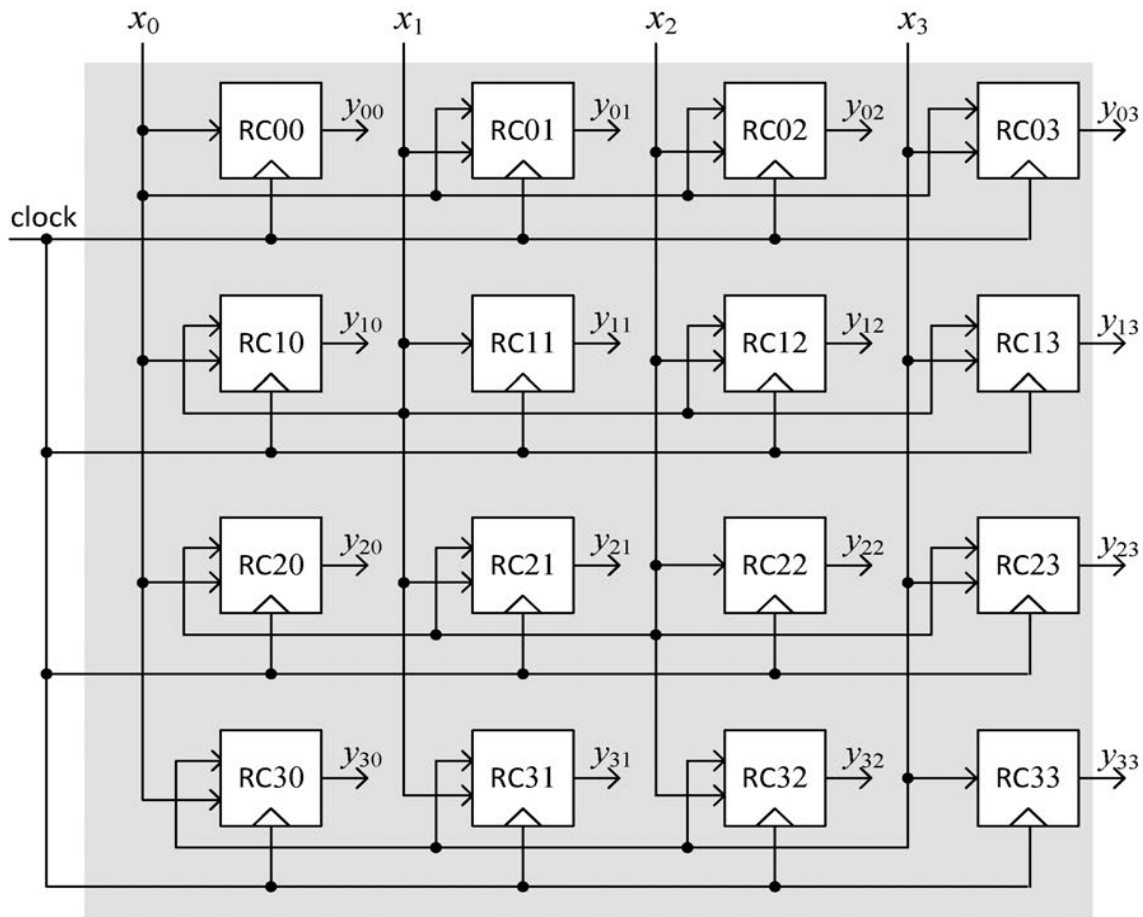 x₀ x₁ x₂ x₃
RC00 y₀₀ RC01 y₀₁ RC02 y₀₂ RC03 y₀₃
clock
RC10 y₁₀ RC11 y₁₁ RC12 y₁₂ RC13 y₁₃
RC20 y₂₀ RC21 y₂₁ RC22 y₂₂ RC23 y₂₃
RC30 y₃₀ RC31 y₃₁ RC32 y₃₂ RC33 y₃₃